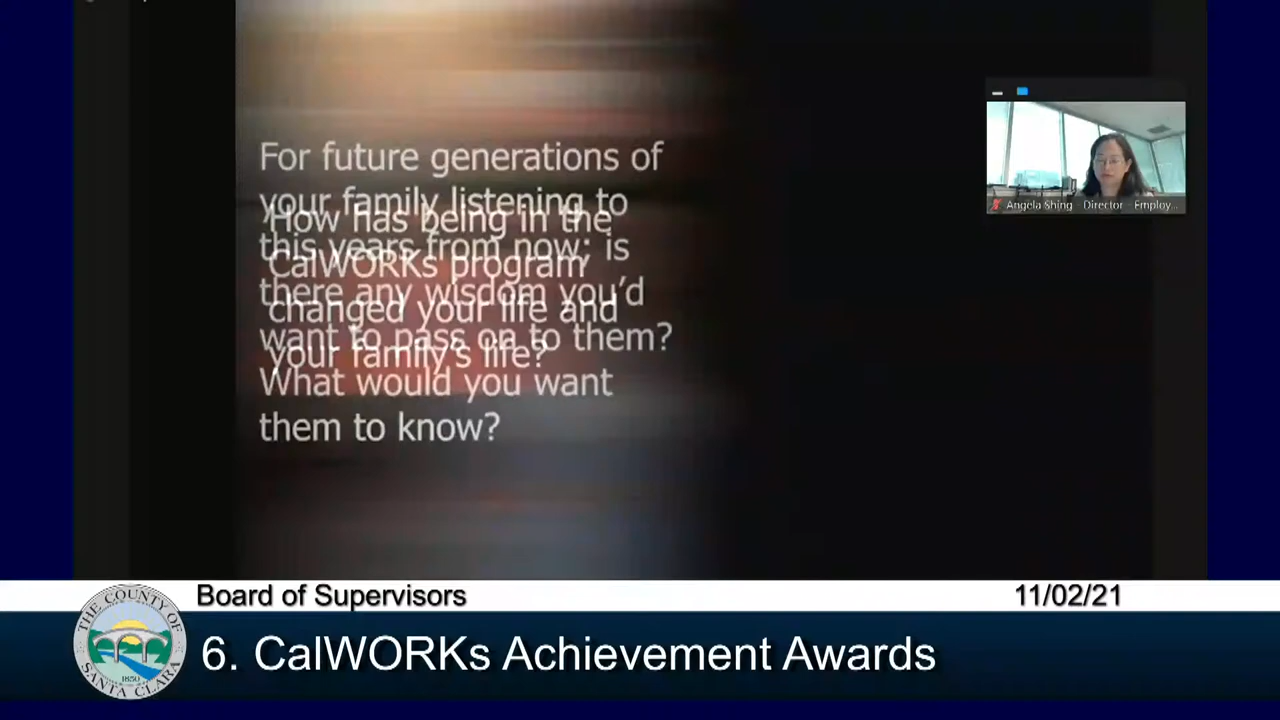 For future generations of
your family listening to
this years from now; is
there any wisdom you'd
want to pass on to them?
What would you want
them to know?
How has being in the
CalWORKs program
changed your life and
your family's life?
Angela Shing - Director - Employ...
Board of Supervisors
11/02/21
6. CalWORKs Achievement Awards
THE COUNTY OF
SANTA CLARA
1850